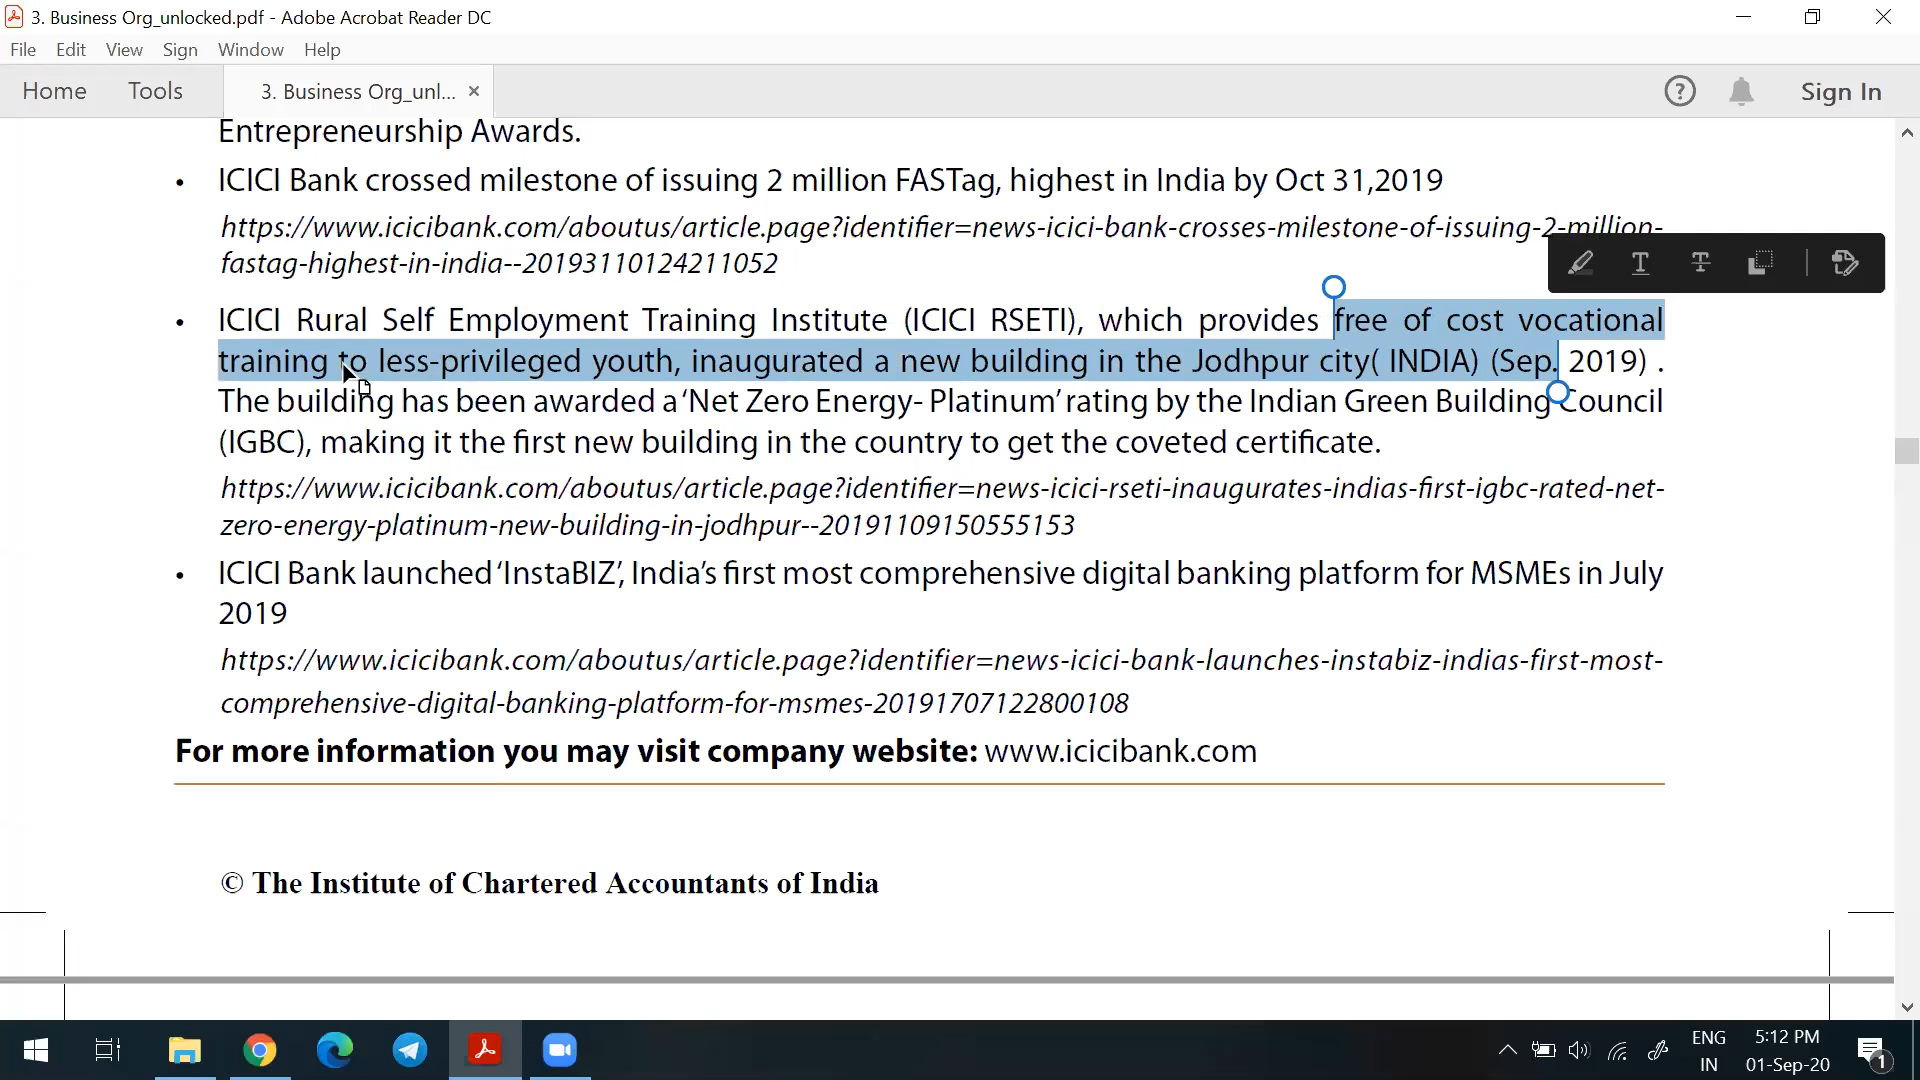 3. Business Org_unlocked.pdf - Adobe Acrobat Reader DC
File Edit View Sign Window Help
Home Tools 3. Business Org_unl... × Sign In
Entrepreneurship Awards.
• ICICI Bank crossed milestone of issuing 2 million FASTag, highest in India by Oct 31,2019
https://www.icicibank.com/aboutus/article.page?identifier=news-icici-bank-crosses-milestone-of-issuing-2-million-
fastag-highest-in-india--201931101242​11052
• ICICI Rural Self Employment Training Institute (ICICI RSETI), which provides free of cost vocational
training to less-privileged youth, inaugurated a new building in the Jodhpur city( INDIA) (Sep. 2019) .
The building has been awarded a ‘Net Zero Energy- Platinum’ rating by the Indian Green Building Council
(IGBC), making it the first new building in the country to get the coveted certificate.
https://www.icicibank.com/aboutus/article.page?identifier=news-icici-rseti-inaugurates-indias-first-igbc-rated-net-
zero-energy-platinum-new-building-in-jodhpur--20191109150555153
• ICICI Bank launched ‘InstaBIZ’, India’s first most comprehensive digital banking platform for MSMEs in July
2019
https://www.icicibank.com/aboutus/article.page?identifier=news-icici-bank-launches-instabiz-indias-first-most-
comprehensive-digital-banking-platform-for-msmes-20191707122800108
For more information you may visit company website: www.icicibank.com
© The Institute of Chartered Accountants of India
ENG 5:12 PM
IN 01-Sep-20 1